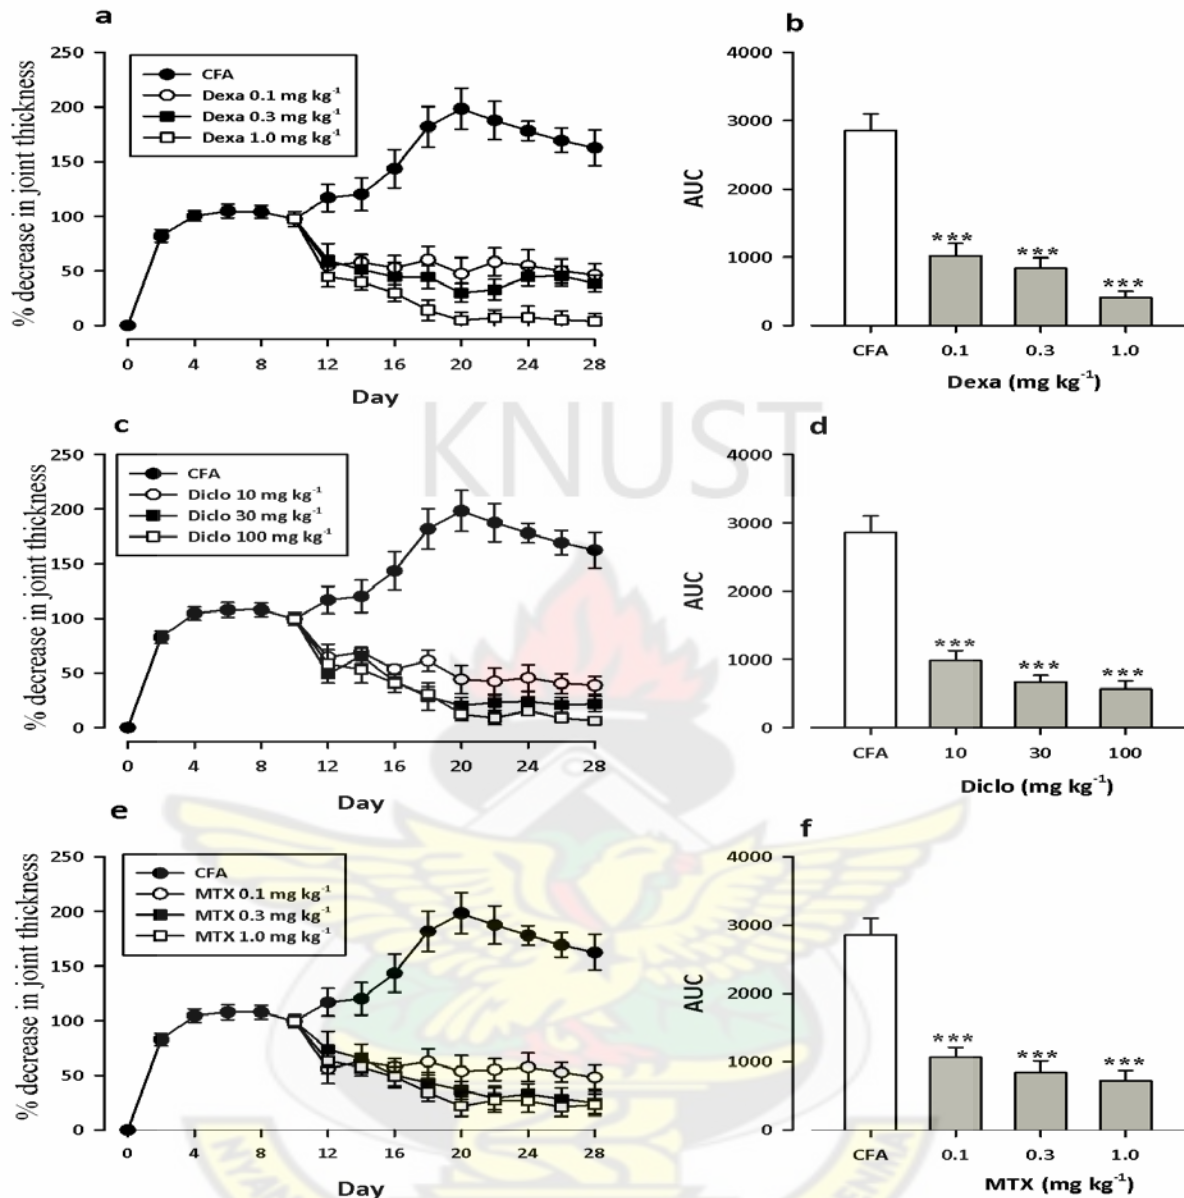 a
% decrease in joint thickness
250
200
150
100
50
0
CFA
Dexa 0.1 mg kg⁻¹
Dexa 0.3 mg kg⁻¹
Dexa 1.0 mg kg⁻¹
0 4 8 12 16 20 24 28
Day
b
AUC
4000
3000
2000
1000
0
*** *** ***
CFA 0.1 0.3 1.0
Dexa (mg kg⁻¹)
KNUST
c
% decrease in joint thickness
250
200
150
100
50
0
CFA
Diclo 10 mg kg⁻¹
Diclo 30 mg kg⁻¹
Diclo 100 mg kg⁻¹
0 4 8 12 16 20 24 28
Day
d
AUC
4000
3000
2000
1000
0
*** *** ***
CFA 10 30 100
Diclo (mg kg⁻¹)
e
% decrease in joint thickness
250
200
150
100
50
0
CFA
MTX 0.1 mg kg⁻¹
MTX 0.3 mg kg⁻¹
MTX 1.0 mg kg⁻¹
0 4 8 12 16 20 24 28
Day
f
AUC
4000
3000
2000
1000
0
*** *** ***
CFA 0.1 0.3 1.0
MTX (mg kg⁻¹)